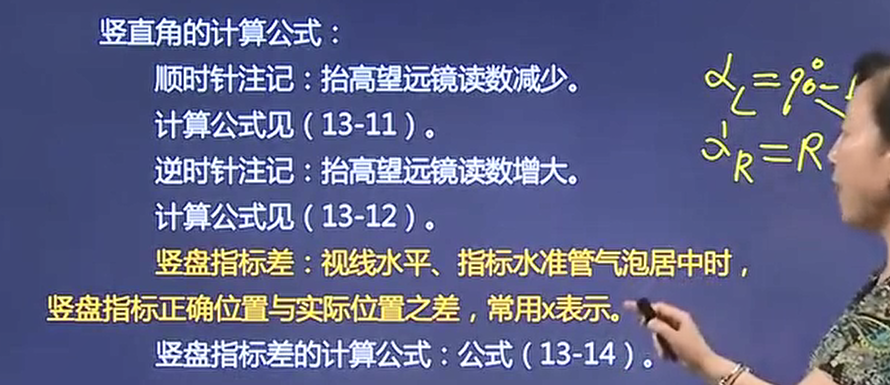 竖直角的计算公式：
顺时针注记：抬高望远镜读数减少。
计算公式见（13-11）。
逆时针注记：抬高望远镜读数增大。
计算公式见（13-12）。
竖盘指标差：视线水平、指标水准管气泡居中时，
竖盘指标正确位置与实际位置之差，常用x表示。
竖盘指标差的计算公式：公式（13-14）。
α_L=90°-
α_R=R